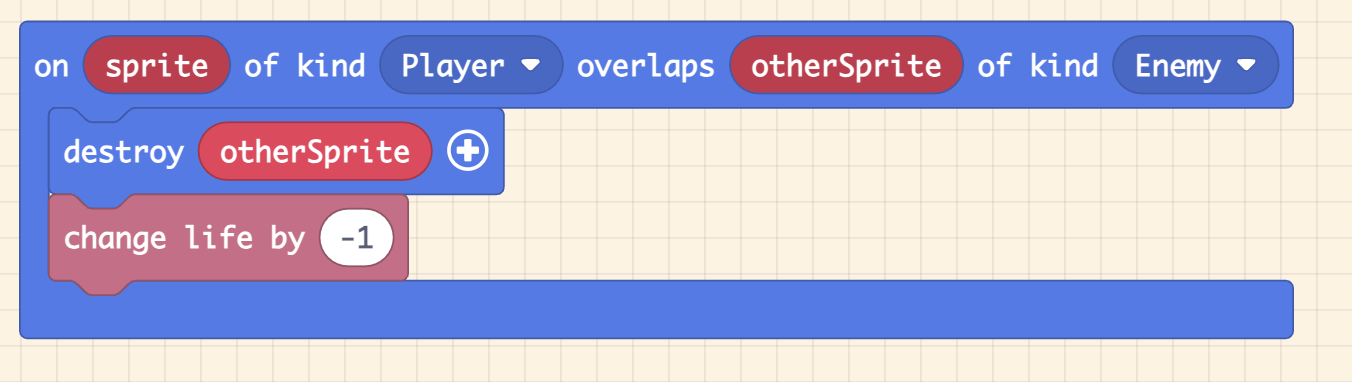 on sprite of kind Player overlaps otherSprite of kind Enemy
destroy otherSprite
change life by -1